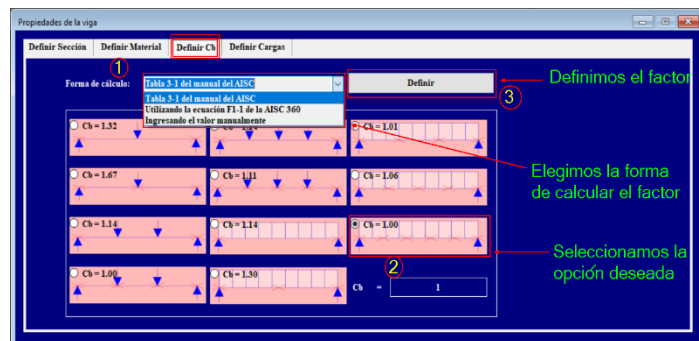 Propiedades de la viga
Definir Sección Definir Material Definir Cb Definir Cargas
1
Forma de cálculo: Tabla 3-1 del manual del AISC Definir
3
Definimos el factor
Tabla 3-1 del manual del AISC
Utilizando la ecuación F1-1 de la AISC 360
Ingresando el valor manualmente
Cb = 1.32 Cb = 1.14 Cb = 1.01
Elegimos la forma
de calcular el factor
Cb = 1.67 Cb = 1.11 Cb = 1.06
Cb = 1.14 Cb = 1.14 Cb = 1.00
Seleccionamos la
opción deseada
2
Cb = 1.00 Cb = 1.30 Cb = 1